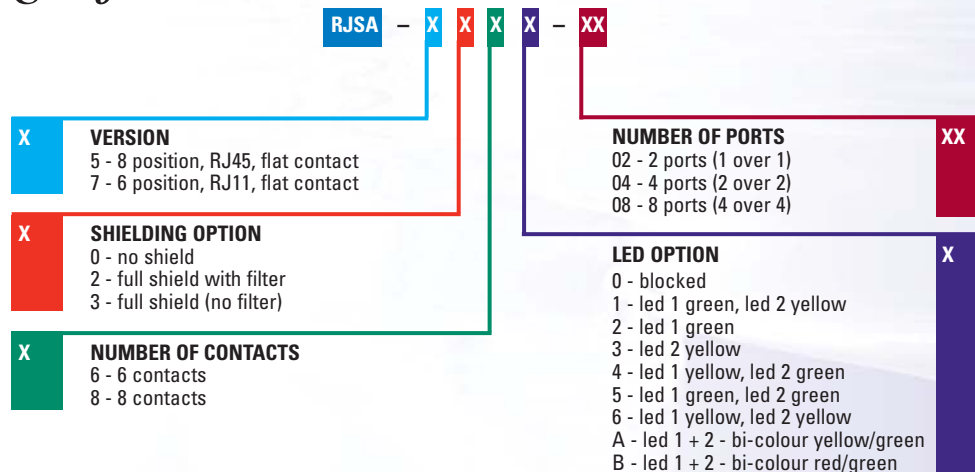 RJSA – X X X X – XX
X VERSION
5 - 8 position, RJ45, flat contact
7 - 6 position, RJ11, flat contact
X SHIELDING OPTION
0 - no shield
2 - full shield with filter
3 - full shield (no filter)
X NUMBER OF CONTACTS
6 - 6 contacts
8 - 8 contacts
NUMBER OF PORTS XX
02 - 2 ports (1 over 1)
04 - 4 ports (2 over 2)
08 - 8 ports (4 over 4)
LED OPTION X
0 - blocked
1 - led 1 green, led 2 yellow
2 - led 1 green
3 - led 2 yellow
4 - led 1 yellow, led 2 green
5 - led 1 green, led 2 green
6 - led 1 yellow, led 2 yellow
A - led 1 + 2 - bi-colour yellow/green
B - led 1 + 2 - bi-colour red/green